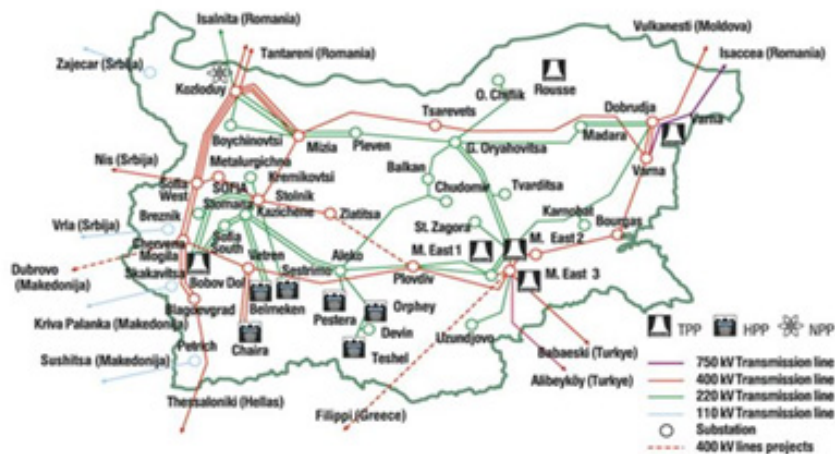 Isalnita (Romania)
Tantareni (Romania)
Vulkanesti (Moldova)
Isaccea (Romania)
Zajecar (Srbija)
Kozloduy
O. Chiflik
Rousse
Tsarevets
Dobrudja
Varna
Boychinovtsi
Mizia
Pleven
G. Oryahovitsa
Madara
Metalurgichna
Nis (Srbija)
Kremikovtsi
Balkan
Varna
Sofia West
SOFIA
Stolnik
Chudomir
Tvarditsa
Stomana
Kazichene
Zlatitsa
Karnobat
Breznik
Vrla (Srbija)
St. Zagora
Bourgas
Sofia South
Chervena Mogila
Vetren
Aleko
M. East 1
M. East 2
Sestrimo
Dubrovo
(Makedonija)
Skakavitsa
Bobov Dol
Plovdiv
M. East 3
Belmeken
Orphey
Blagoevgrad
Pestera
Devin
Kriva Palanka (Makedonija)
Chaira
Uzundjovo
Petrich
Teshel
Babaeski (Turkye)
Sushitsa (Makedonija)
Alibeyköy (Turkye)
Thessaloniki (Hellas)
Filippi (Greece)
TPP
HPP
NPP
750 kV Transmission line
400 kV Transmission line
220 kV Transmission line
110 kV Transmission line
Substation
400 kV lines projects